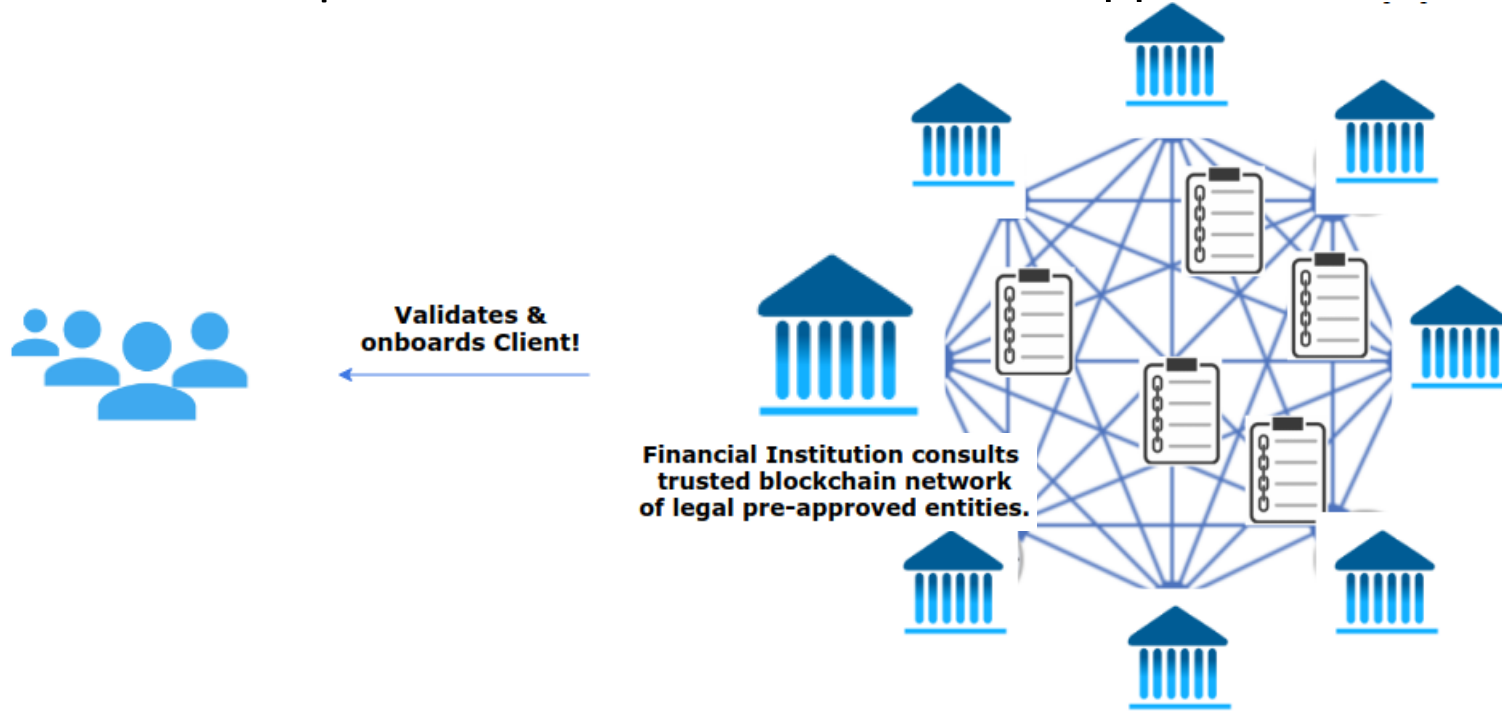 Validates &
onboards Client!
Financial Institution consults
trusted blockchain network
of legal pre-approved entities.